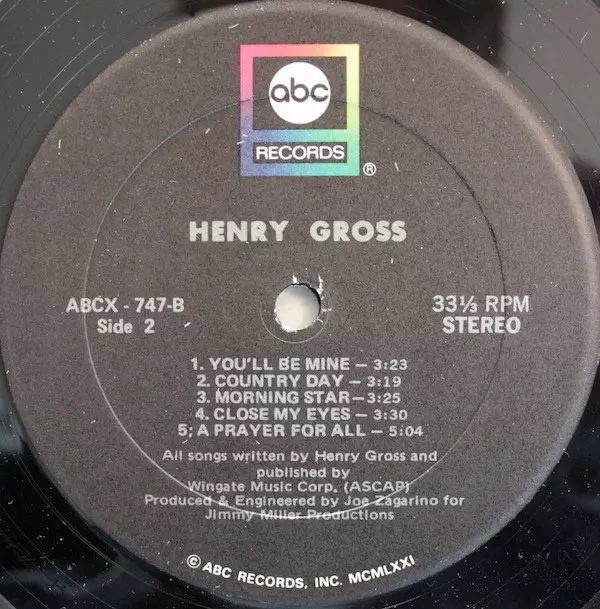 abc
RECORDS
®
HENRY GROSS
ABCX - 747-B
Side 2
33⅓ RPM
STEREO
1. YOU'LL BE MINE — 3:23
2. COUNTRY DAY — 3:19
3. MORNING STAR — 3:25
4. CLOSE MY EYES — 3:30
5; A PRAYER FOR ALL — 5:04
All songs written by Henry Gross and
published by
Wingate Music Corp. (ASCAP)
Produced & Engineered by Joe Zagarino for
Jimmy Miller Productions
© ABC RECORDS, INC. MCMLXXI